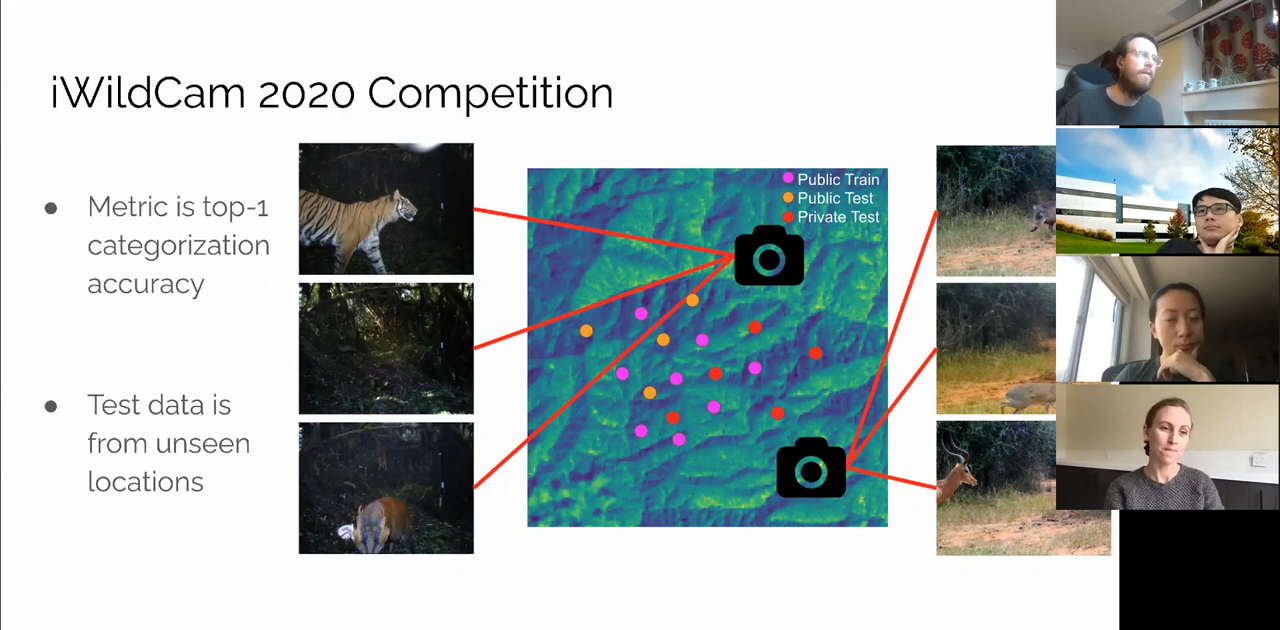 iWildCam 2020 Competition
Metric is top-1
categorization
accuracy
Test data is
from unseen
locations
Public Train
Public Test
Private Test